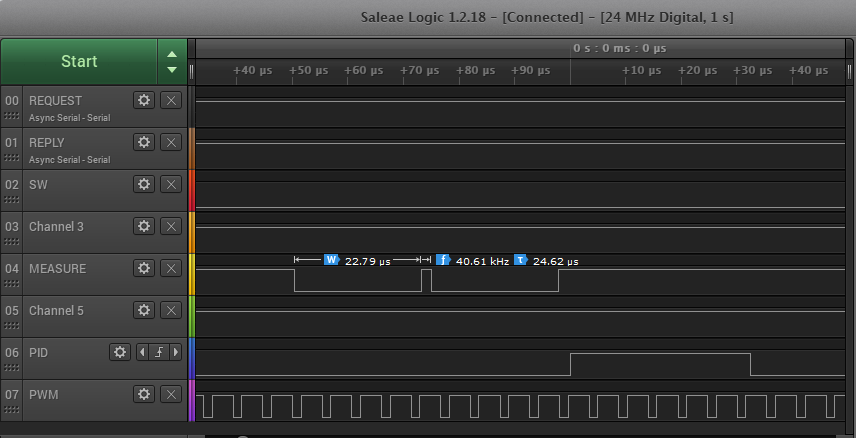 Saleae Logic 1.2.18 - [Connected] - [24 MHz Digital, 1 s]
Start
0 s : 0 ms : 0 µs
+40 µs +50 µs +60 µs +70 µs +80 µs +90 µs +10 µs +20 µs +30 µs +40 µs
00 REQUEST
Async Serial - Serial
01 REPLY
Async Serial - Serial
02 SW
03 Channel 3
W 22.79 µs f 40.61 kHz τ 24.62 µs
04 MEASURE
05 Channel 5
06 PID
07 PWM